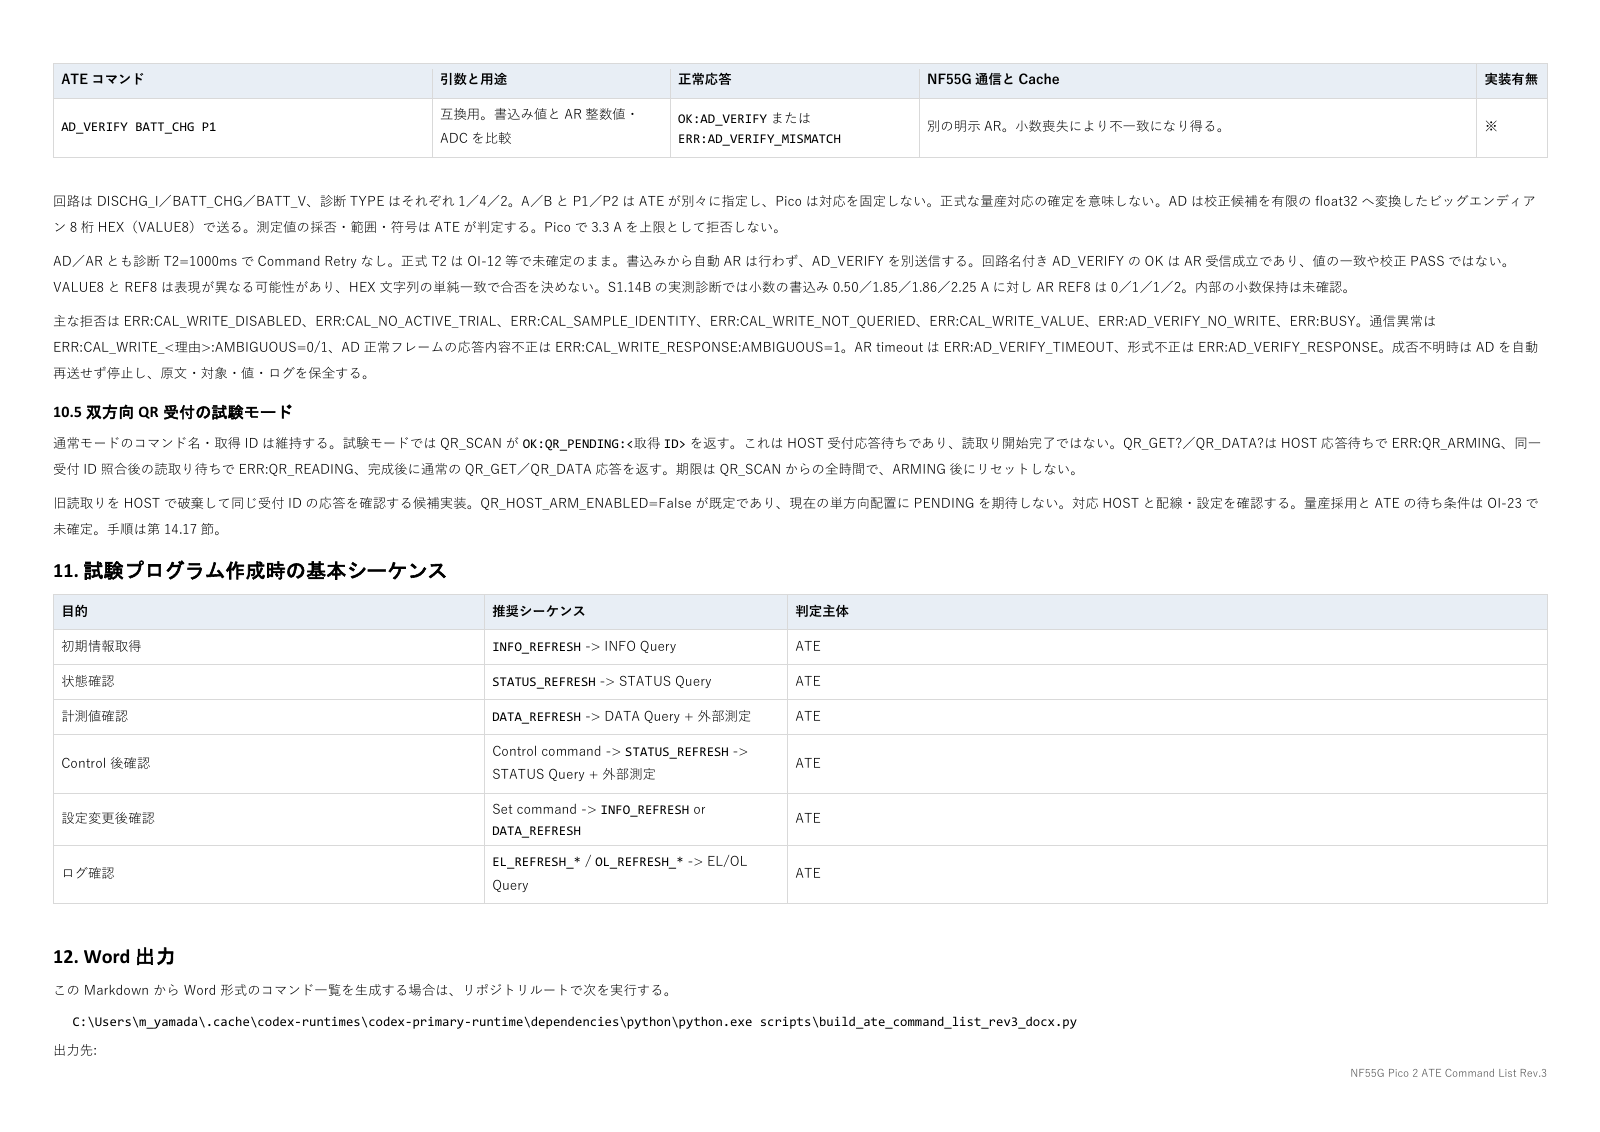 ATE コマンド 引数と用途 正常応答 NF55G 通信と Cache 実装有無
AD_VERIFY BATT_CHG P1 互換用。書込み値と AR 整数値・ADC を比較 OK:AD_VERIFY または ERR:AD_VERIFY_MISMATCH 別の明示 AR。小数喪失により不一致になり得る。 ※
回路は DISCHG_I／BATT_CHG／BATT_V、診断 TYPE はそれぞれ 1／4／2。A／B と P1／P2 は ATE が別々に指定し、Pico は対応を固定しない。正式な量産対応の確定を意味しない。AD は校正候補を有限の float32 へ変換したビッグエンディア
ン 8 桁 HEX（VALUE8）で送る。測定値の採否・範囲・符号は ATE が判定する。Pico で 3.3 A を上限として拒否しない。
AD／AR とも診断 T2=1000ms で Command Retry なし。正式 T2 は OI-12 等で未確定のまま。書込みから自動 AR は行わず、AD_VERIFY を別送信する。回路名付き AD_VERIFY の OK は AR 受信成立であり、値の一致や校正 PASS ではない。
VALUE8 と REF8 は表現が異なる可能性があり、HEX 文字列の単純一致で合否を決めない。S1.14B の実測診断では小数の書込み 0.50／1.85／1.86／2.25 A に対し AR REF8 は 0／1／1／2。内部の小数保持は未確認。
主な拒否は ERR:CAL_WRITE_DISABLED、ERR:CAL_NO_ACTIVE_TRIAL、ERR:CAL_SAMPLE_IDENTITY、ERR:CAL_WRITE_NOT_QUERIED、ERR:CAL_WRITE_VALUE、ERR:AD_VERIFY_NO_WRITE、ERR:BUSY。通信異常は
ERR:CAL_WRITE_<理由>:AMBIGUOUS=0/1、AD 正常フレームの応答内容不正は ERR:CAL_WRITE_RESPONSE:AMBIGUOUS=1。AR timeout は ERR:AD_VERIFY_TIMEOUT、形式不正は ERR:AD_VERIFY_RESPONSE。成否不明時は AD を自動
再送せず停止し、原文・対象・値・ログを保全する。
10.5 双方向 QR 受付の試験モード
通常モードのコマンド名・取得 ID は維持する。試験モードでは QR_SCAN が OK:QR_PENDING:<取得 ID> を返す。これは HOST 受付応答待ちであり、読取り開始完了ではない。QR_GET?／QR_DATA?は HOST 応答待ちで ERR:QR_ARMING、同一
受付 ID 照合後の読取り待ちで ERR:QR_READING、完成後に通常の QR_GET／QR_DATA 応答を返す。期限は QR_SCAN からの全時間で、ARMING 後にリセットしない。
旧読取りを HOST で破棄して同じ受付 ID の応答を確認する候補実装。QR_HOST_ARM_ENABLED=False が既定であり、現在の単方向配置に PENDING を期待しない。対応 HOST と配線・設定を確認する。量産採用と ATE の待ち条件は OI-23 で
未確定。手順は第 14.17 節。
11. 試験プログラム作成時の基本シーケンス
目的 推奨シーケンス 判定主体
初期情報取得 INFO_REFRESH -> INFO Query ATE
状態確認 STATUS_REFRESH -> STATUS Query ATE
計測値確認 DATA_REFRESH -> DATA Query + 外部測定 ATE
Control 後確認 Control command -> STATUS_REFRESH -> STATUS Query + 外部測定 ATE
設定変更後確認 Set command -> INFO_REFRESH or DATA_REFRESH ATE
ログ確認 EL_REFRESH_* / OL_REFRESH_* -> EL/OL Query ATE
12. Word 出力
この Markdown から Word 形式のコマンド一覧を生成する場合は、リポジトリルートで次を実行する。
C:\Users\m_yamada\.cache\codex-runtimes\codex-primary-runtime\dependencies\python\python.exe scripts\build_ate_command_list_rev3_docx.py
出力先:
NF55G Pico 2 ATE Command List Rev.3